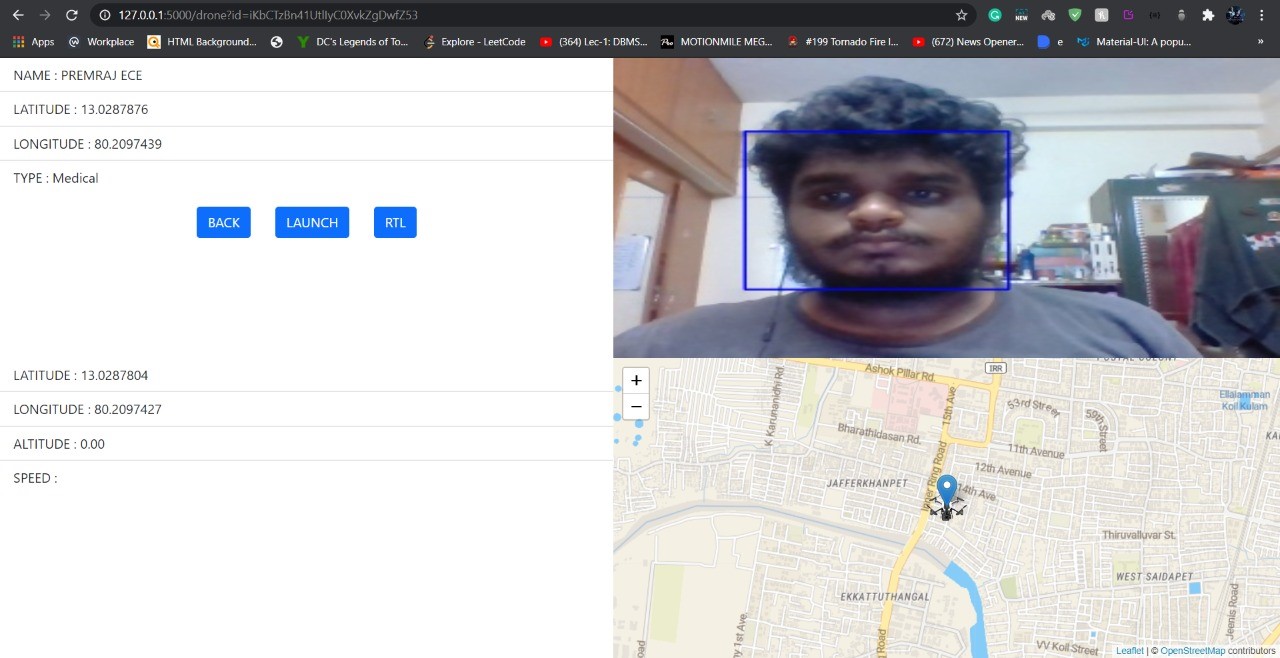 127.0.0.1:5000/drone?id=iKbCTzBn41UtlIyC0XvkZgDwfZ53
Apps Workplace HTML Background... DC's Legends of To... Explore - LeetCode (364) Lec-1: DBMS... MOTIONMILE MEG... #199 Tornado Fire I... (672) News Opener... e Material-UI: A popu... »
NAME : PREMRAJ ECE
LATITUDE : 13.0287876
LONGITUDE : 80.2097439
TYPE : Medical
BACK LAUNCH RTL
LATITUDE : 13.0287804
LONGITUDE : 80.2097427
ALTITUDE : 0.00
SPEED :
+
−
POSTAL COLONY
IRR
Ashok Pillar Rd.
K Karunanidhi Rd.
15th Ave
Ellaiamman
Koil Kulam
53rd Street
59th Street
Bharathidasan Rd.
11th Avenue
12th Avenue
JAFFERKHANPET
14th Ave.
Inner Ring Road
Thiruvalluvar St.
WEST SAIDAPET
EKKATTUTHANGAL
Jeenis Road
1st Ave.
Road
VV Koil Street
Leaflet | © OpenStreetMap contributors